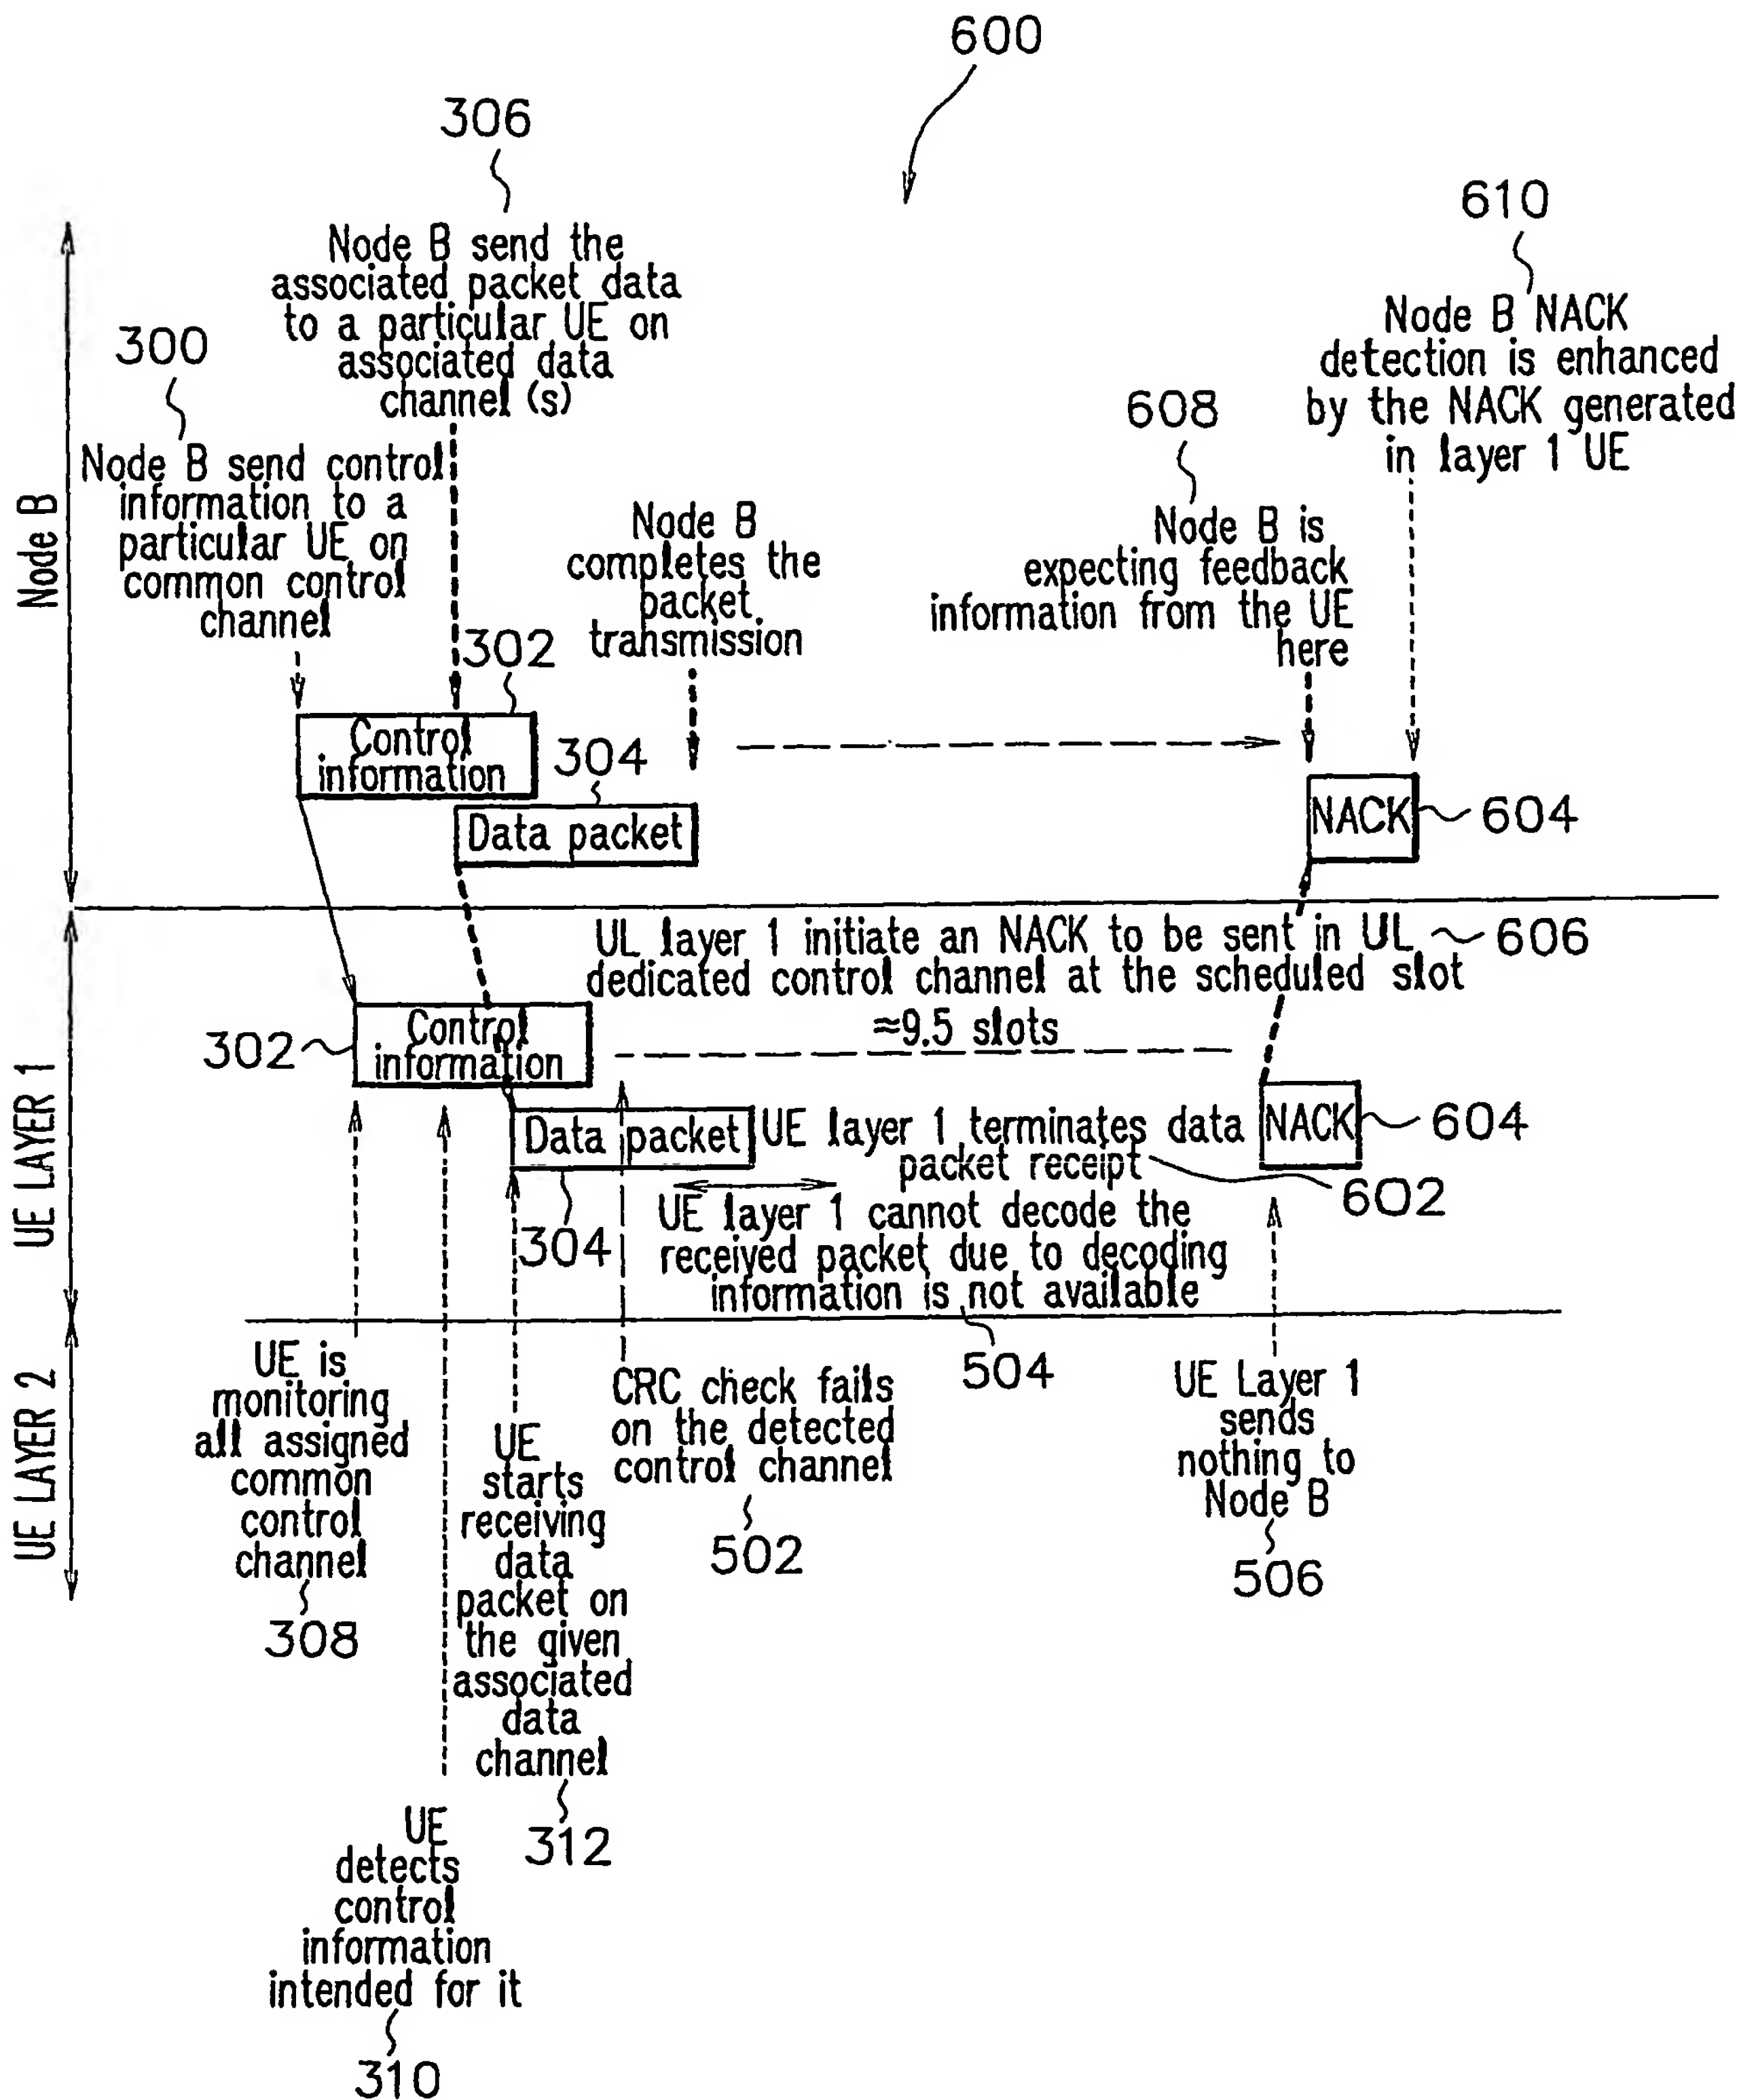 600
306
Node B send the
associated packet data
to a particular UE on
associated data
channel (s)
610
Node B NACK
detection is enhanced
by the NACK generated
in layer 1 UE
300
Node B send control
information to a
particular UE on
common control
channel
Node B
completes the
packet
transmission
608
Node B is
expecting feedback
information from the UE
here
Node B
302
Control
information
304
Data packet
NACK
604
UL layer 1 initiate an NACK to be sent in UL
dedicated control channel at the scheduled slot
606
≈9.5 slots
UE LAYER 1
302
Control
information
Data packet
304
UE layer 1 terminates data
packet receipt
602
NACK
604
UE layer 1 cannot decode the
received packet due to decoding
information is not available
504
UE LAYER 2
UE is
monitoring
all assigned
common
control
channel
308
UE
starts
receiving
data
packet on
the given
associated
data
channel
312
CRC check fails
on the detected
control channel
502
UE Layer 1
sends
nothing to
Node B
506
UE
detects
control
information
intended for it
310